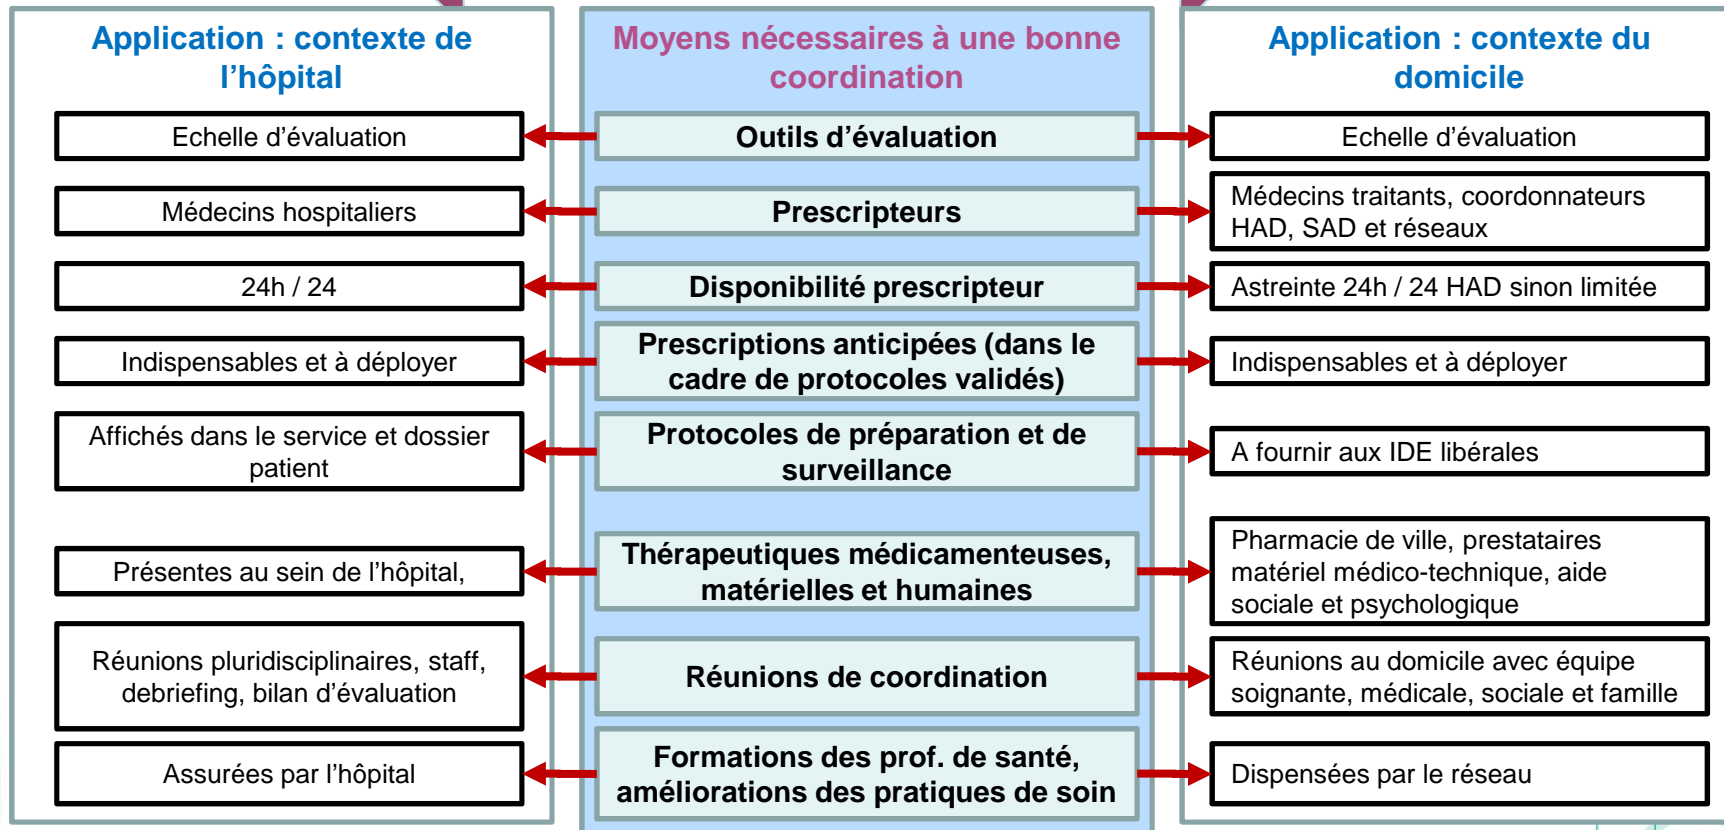 Application : contexte de
l’hôpital
Moyens nécessaires à une bonne
coordination
Application : contexte du
domicile
Echelle d’évaluation
Outils d’évaluation
Echelle d’évaluation
Médecins hospitaliers
Prescripteurs
Médecins traitants, coordonnateurs
HAD, SAD et réseaux
24h / 24
Disponibilité prescripteur
Astreinte 24h / 24 HAD sinon limitée
Indispensables et à déployer
Prescriptions anticipées (dans le
cadre de protocoles validés)
Indispensables et à déployer
Affichés dans le service et dossier
patient
Protocoles de préparation et de
surveillance
A fournir aux IDE libérales
Présentes au sein de l’hôpital,
Thérapeutiques médicamenteuses,
matérielles et humaines
Pharmacie de ville, prestataires
matériel médico-technique, aide
sociale et psychologique
Réunions pluridisciplinaires, staff,
debriefing, bilan d’évaluation
Réunions de coordination
Réunions au domicile avec équipe
soignante, médicale, sociale et famille
Assurées par l’hôpital
Formations des prof. de santé,
améliorations des pratiques de soin
Dispensées par le réseau